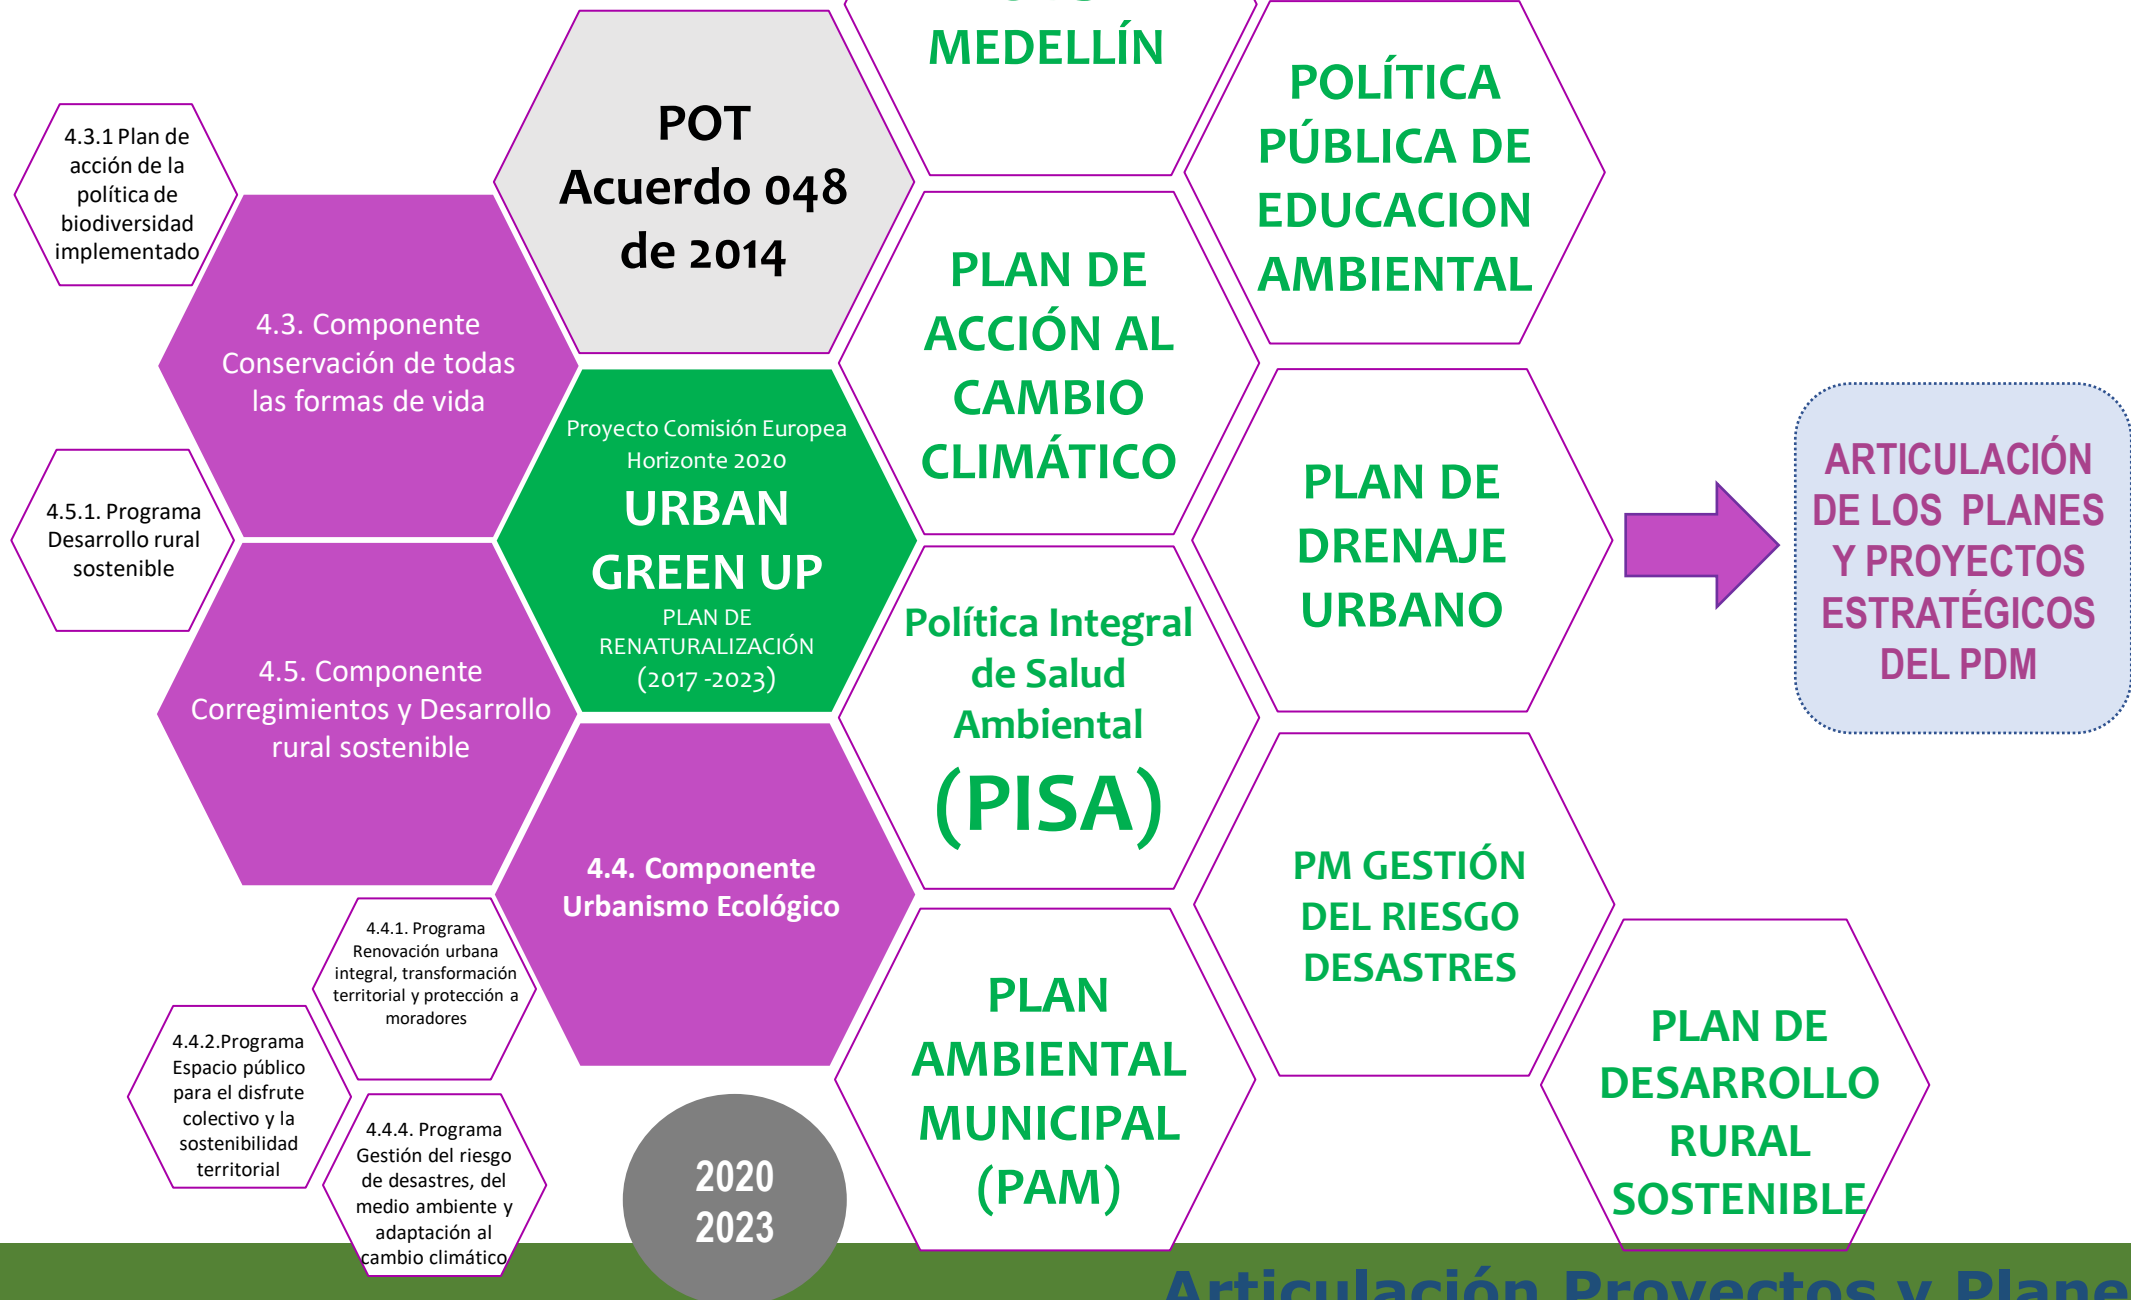 MEDELLÍN
POT
Acuerdo 048
de 2014
POLÍTICA
PÚBLICA DE
EDUCACION
AMBIENTAL
4.3.1 Plan de
acción de la
política de
biodiversidad
implementado
4.3. Componente
Conservación de todas
las formas de vida
PLAN DE
ACCIÓN AL
CAMBIO
CLIMÁTICO
Proyecto Comisión Europea
Horizonte 2020
URBAN
GREEN UP
PLAN DE
RENATURALIZACIÓN
(2017 -2023)
PLAN DE
DRENAJE
URBANO
ARTICULACIÓN
DE LOS PLANES
Y PROYECTOS
ESTRATÉGICOS
DEL PDM
4.5.1. Programa
Desarrollo rural
sostenible
4.5. Componente
Corregimientos y Desarrollo
rural sostenible
Política Integral
de Salud
Ambiental
(PISA)
4.4. Componente
Urbanismo Ecológico
PM GESTIÓN
DEL RIESGO
DESASTRES
4.4.1. Programa
Renovación urbana
integral, transformación
territorial y protección a
moradores
4.4.2.Programa
Espacio público
para el disfrute
colectivo y la
sostenibilidad
territorial
4.4.4. Programa
Gestión del riesgo
de desastres, del
medio ambiente y
adaptación al
cambio climático
2020
2023
PLAN
AMBIENTAL
MUNICIPAL
(PAM)
PLAN DE
DESARROLLO
RURAL
SOSTENIBLE
Articulación Proyectos y Plane